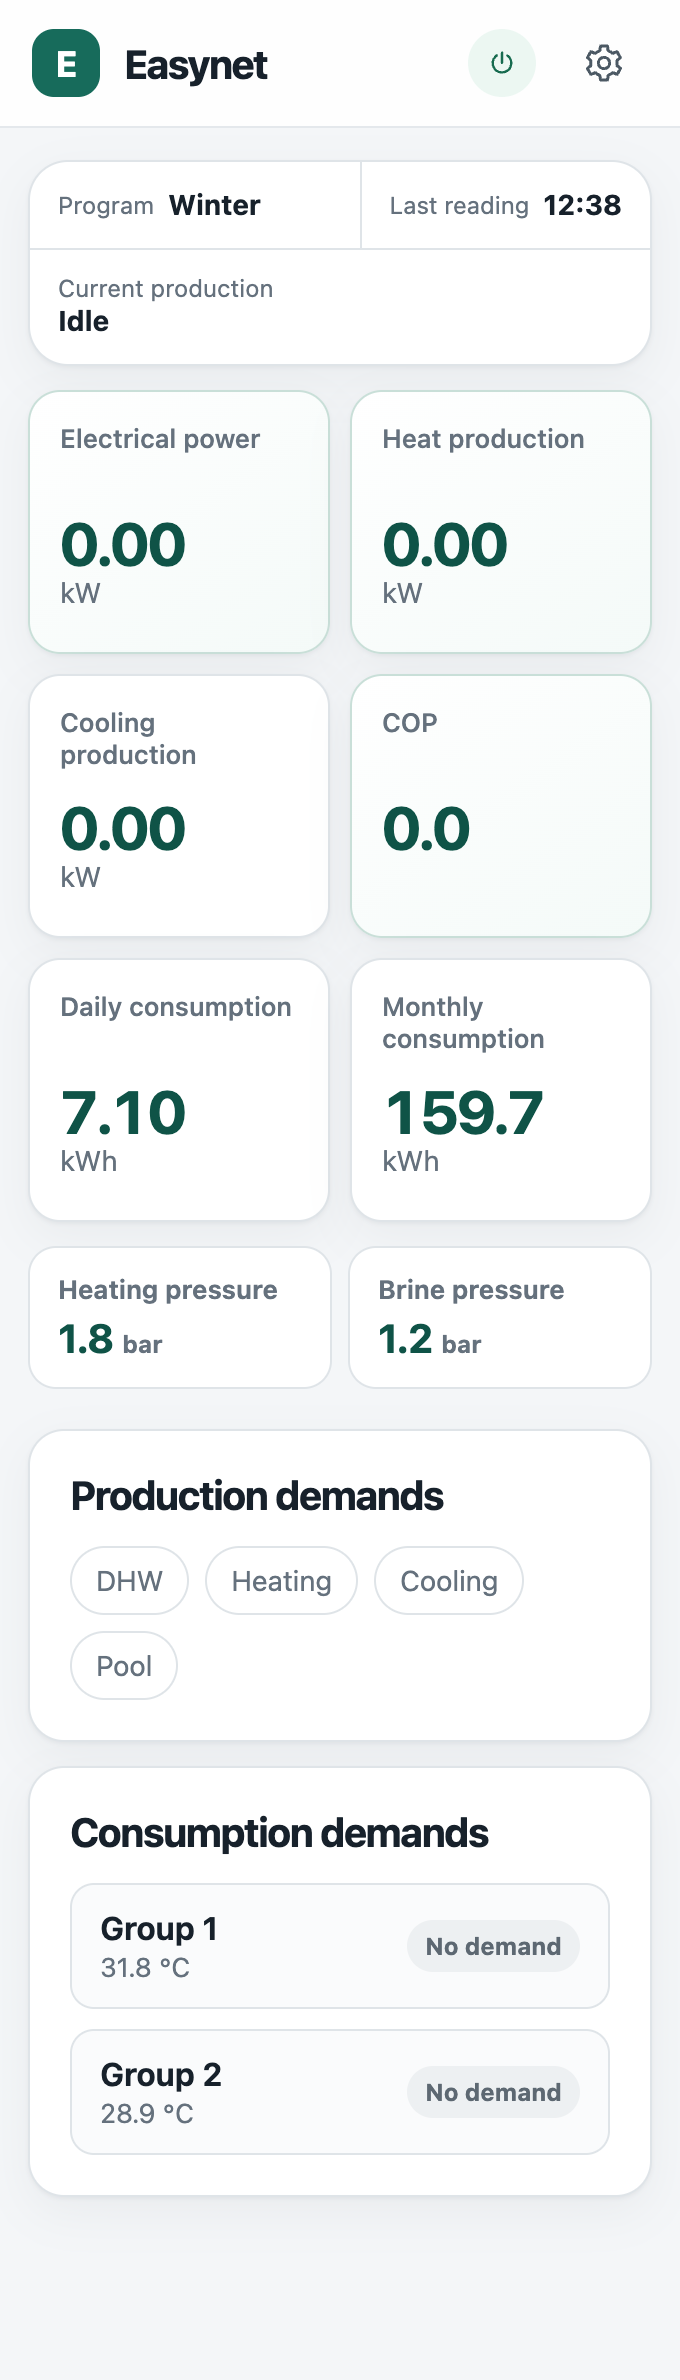 E Easynet
Program Winter
Last reading 12:38
Current production
Idle
Electrical power
0.00
kW
Heat production
0.00
kW
Cooling
production
0.00
kW
COP
0.0
Daily consumption
7.10
kWh
Monthly
consumption
159.7
kWh
Heating pressure
1.8 bar
Brine pressure
1.2 bar
Production demands
DHW
Heating
Cooling
Pool
Consumption demands
Group 1
31.8 °C
No demand
Group 2
28.9 °C
No demand